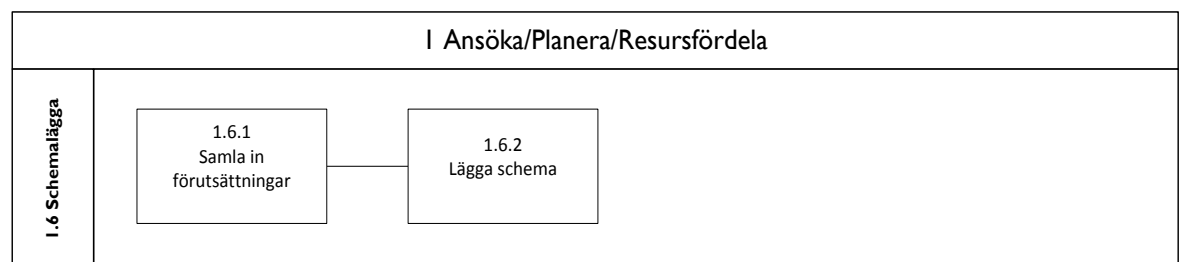 1 Ansöka/Planera/Resursfördela
1.6 Schemalägga
1.6.1
Samla in
förutsättningar
1.6.2
Lägga schema